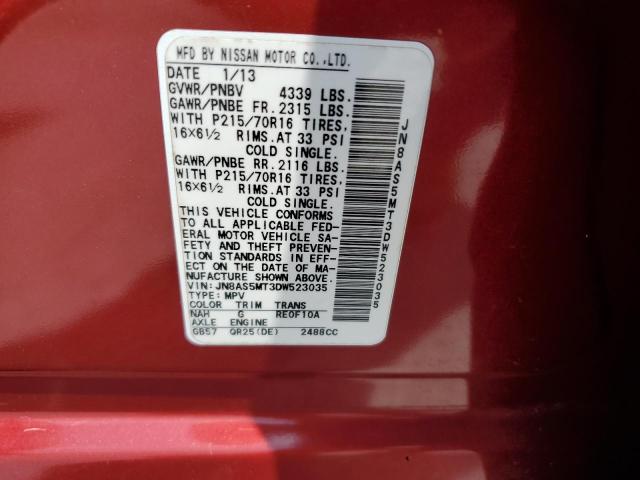 MFD BY NISSAN MOTOR CO.,LTD.
DATE 1/13
GVWR/PNBV 4339 LBS.
GAWR/PNBE FR. 2315 LBS.
WITH P215/70R16 TIRES,
16X6½ RIMS. AT 33 PSI
COLD SINGLE.
GAWR/PNBE RR. 2116 LBS.
WITH P215/70R16 TIRES,
16X6½ RIMS. AT 33 PSI
COLD SINGLE.
THIS VEHICLE CONFORMS
TO ALL APPLICABLE FED-
ERAL MOTOR VEHICLE SA-
FETY AND THEFT PREVEN-
TION STANDARDS IN EFF-
ECT ON THE DATE OF MA-
NUFACTURE SHOWN ABOVE.
VIN: JN8AS5MT3DW523035
TYPE: MPV
COLOR TRIM TRANS
NAH G RE0F10A
AXLE ENGINE
GB57 QR25(DE) 2488CC
JN8AS5MT3DW523035